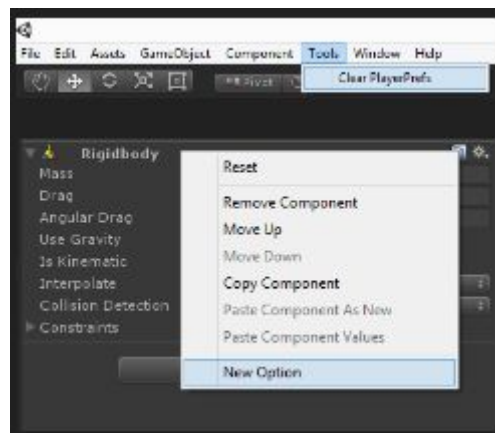 File Edit Assets GameObject Component Tools Window Help
Pivot
Clear PlayerPrefs
Rigidbody
Mass
Drag
Angular Drag
Use Gravity
Is Kinematic
Interpolate
Collision Detection
Constraints
Reset
Remove Component
Move Up
Move Down
Copy Component
Paste Component As New
Paste Component Values
New Option